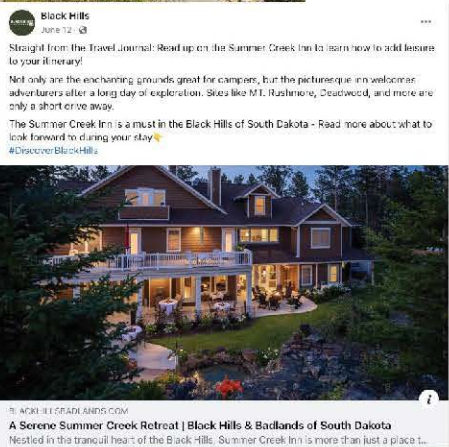 Black Hills
June 12
Straight from the Travel Journal: Read up on the Summer Creek Inn to learn how to add leisure
to your itinerary!
Not only are the enchanting grounds great for campers, but the picturesque inn welcomes
adventurers after a long day of exploration. Sites like MT. Rushmore, Deadwood, and more are
only a short drive away.
The Summer Creek Inn is a must in the Black Hills of South Dakota - Read more about what to
look forward to during your stay👇
#DiscoverBlackHills
BLACKHILLSBADLANDS.COM
A Serene Summer Creek Retreat | Black Hills & Badlands of South Dakota
Nestled in the tranquil heart of the Black Hills, Summer Creek Inn is more than just a place t...